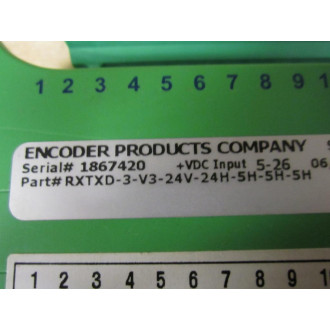 1 2 3 4 5 6 7 8 9 1
ENCODER PRODUCTS COMPANY
Serial# 1867420 +VDC Input 5-26 06
Part# RXTXD-3-V3-24V-24H-5H-5H-5H
1 2 3 4 5 6 7 8 9 1